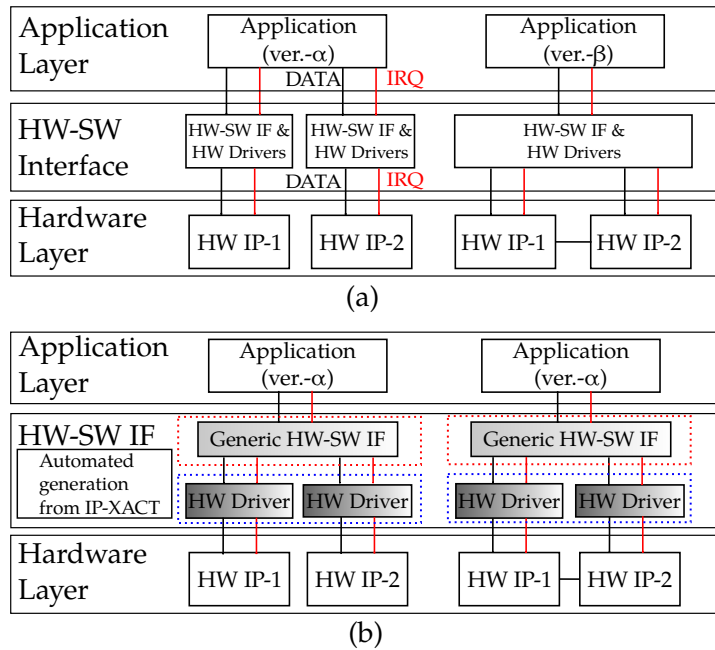 Application
Layer
Application
(ver.-α)
Application
(ver.-β)
DATA
IRQ
HW-SW
Interface
HW-SW IF &
HW Drivers
HW-SW IF &
HW Drivers
HW-SW IF &
HW Drivers
DATA
IRQ
Hardware
Layer
HW IP-1
HW IP-2
HW IP-1
HW IP-2
(a)
Application
Layer
Application
(ver.-α)
Application
(ver.-α)
HW-SW IF
Automated
generation
from IP-XACT
Generic HW-SW IF
Generic HW-SW IF
HW Driver
HW Driver
HW Driver
HW Driver
Hardware
Layer
HW IP-1
HW IP-2
HW IP-1
HW IP-2
(b)